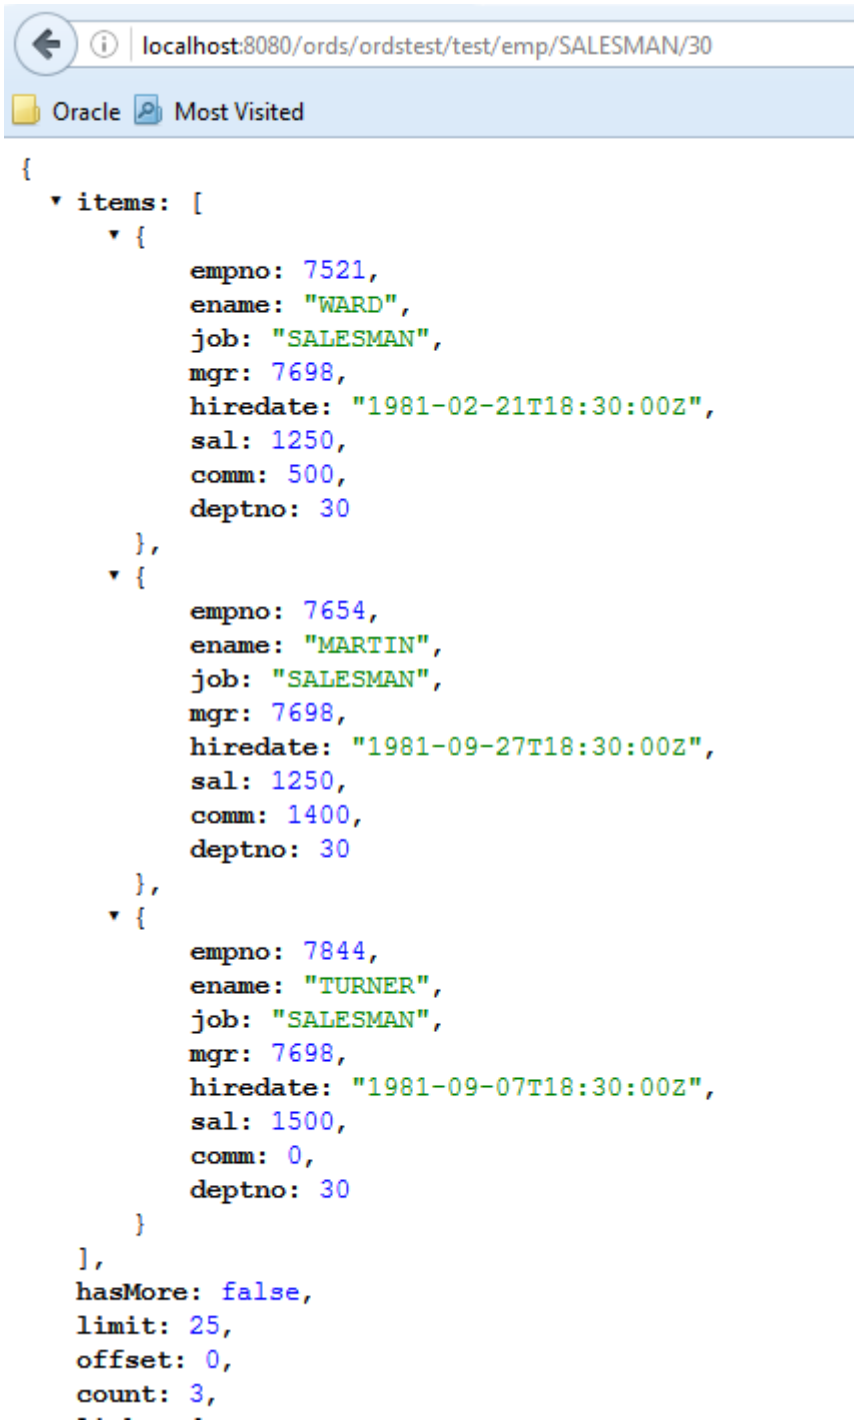 localhost:8080/ords/ordstest/test/emp/SALESMAN/30
Oracle Most Visited
{
items: [
{
empno: 7521,
ename: "WARD",
job: "SALESMAN",
mgr: 7698,
hiredate: "1981-02-21T18:30:00Z",
sal: 1250,
comm: 500,
deptno: 30
},
{
empno: 7654,
ename: "MARTIN",
job: "SALESMAN",
mgr: 7698,
hiredate: "1981-09-27T18:30:00Z",
sal: 1250,
comm: 1400,
deptno: 30
},
{
empno: 7844,
ename: "TURNER",
job: "SALESMAN",
mgr: 7698,
hiredate: "1981-09-07T18:30:00Z",
sal: 1500,
comm: 0,
deptno: 30
}
],
hasMore: false,
limit: 25,
offset: 0,
count: 3,